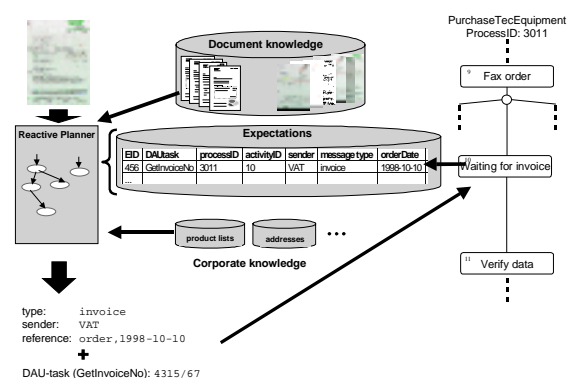 PurchaseTecEquipment
ProcessID: 3011
Document knowledge
9 Fax order
Reactive Planner
Expectations
EID DAUtask processID activityID sender message type orderDate
456 GetInvoiceNo 3011 10 VAT invoice 1998-10-10
...
10 Waiting for invoice
product lists addresses ...
Corporate knowledge
11 Verify data
type: invoice
sender: VAT
reference: order,1998-10-10
+
DAU-task (GetInvoiceNo): 4315/67